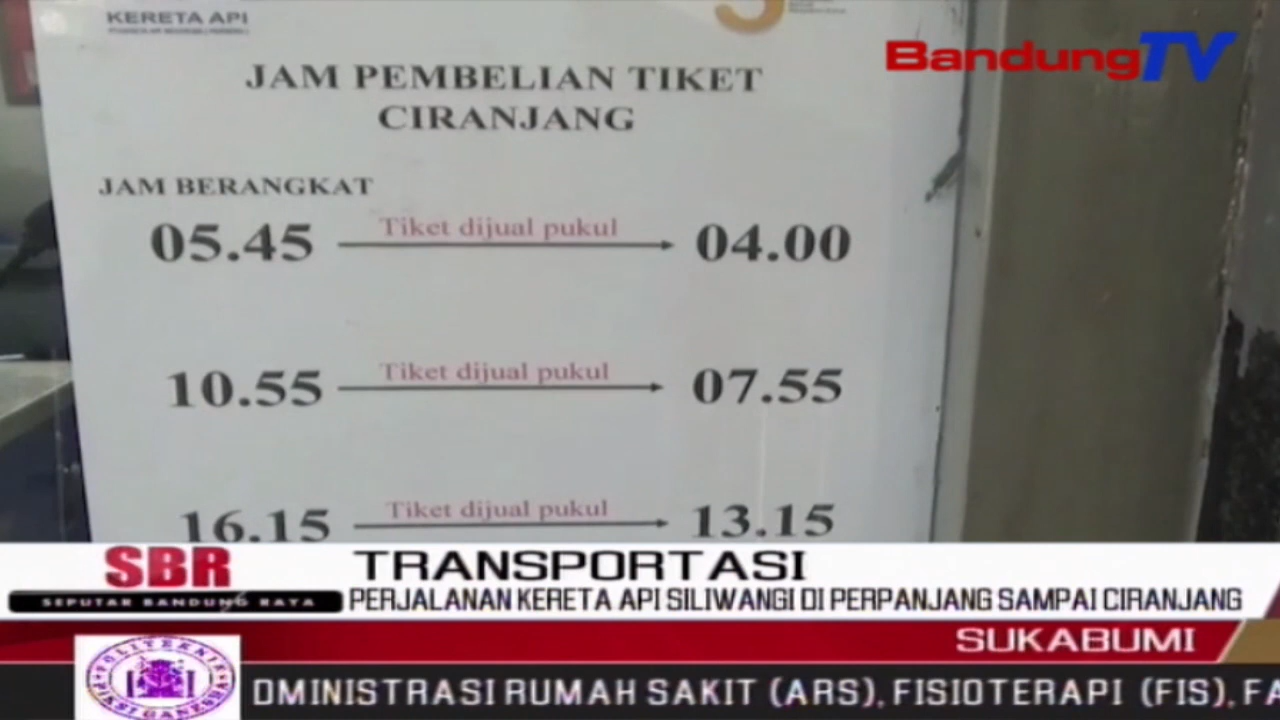 KERETA API
BandungTV
JAM PEMBELIAN TIKET
CIRANJANG
JAM BERANGKAT
05.45 Tiket dijual pukul 04.00
10.55 Tiket dijual pukul 07.55
16.15 Tiket dijual pukul 13.15
SBR
SEPUTAR BANDUNG RAYA
TRANSPORTASI
PERJALANAN KERETA API SILIWANGI DI PERPANJANG SAMPAI CIRANJANG
SUKABUMI
POLITEKNIK
DMINISTRASI RUMAH SAKIT (ARS), FISIOTERAPI (FIS), FA